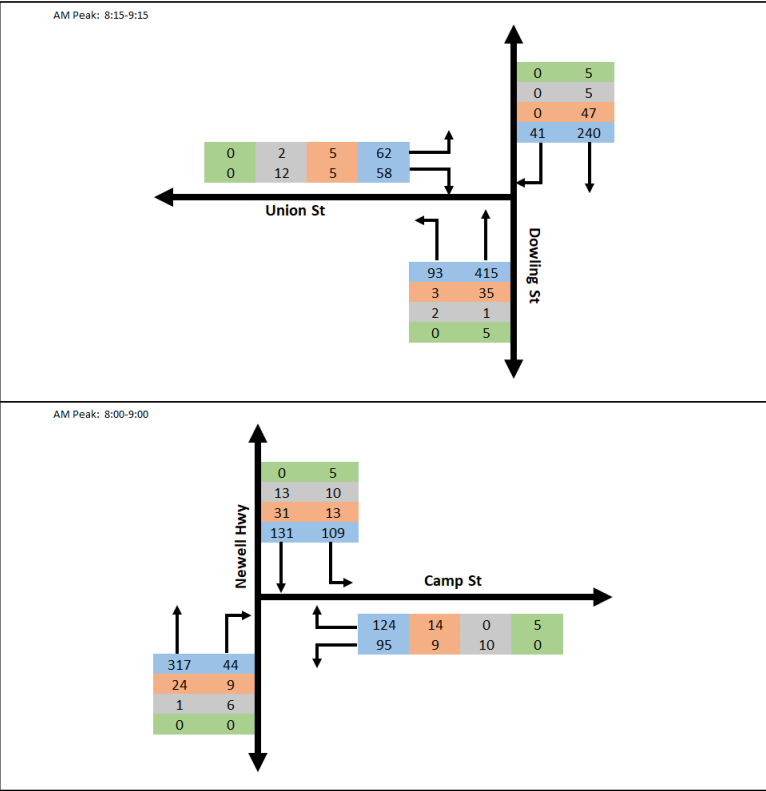 AM Peak: 8:15-9:15
0 5
0 5
0 47
41 240
0 2 5 62
0 12 5 58
Union St
Dowling St
93 415
3 35
2 1
0 5
AM Peak: 8:00-9:00
0 5
13 10
31 13
131 109
Newell Hwy
Camp St
124 14 0 5
95 9 10 0
317 44
24 9
1 6
0 0